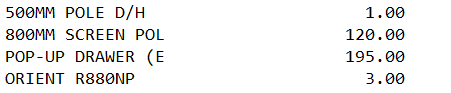 500MM POLE D/H 1.00
800MM SCREEN POL 120.00
POP-UP DRAWER (E 195.00
ORIENT R880NP 3.00